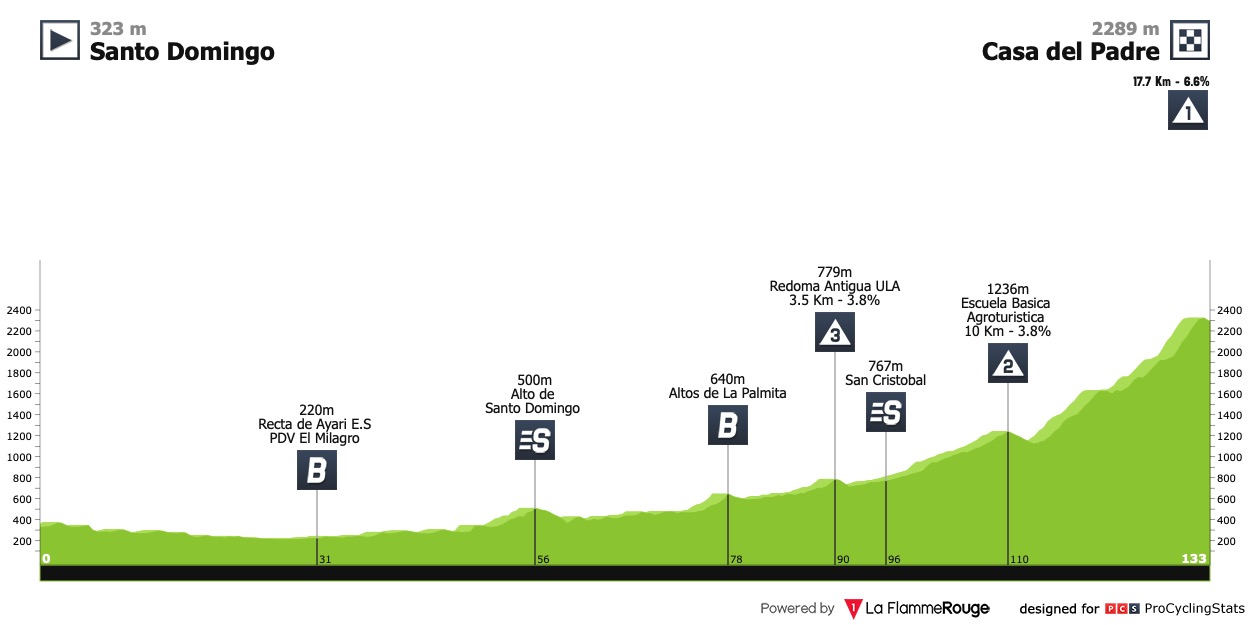 323 m
Santo Domingo
2289 m
Casa del Padre
17.7 Km - 6.6%
1
779m
Redoma Antigua ULA
3.5 Km - 3.8%
3
1236m
Escuela Basica
Agroturistica
10 Km - 3.8%
2
767m
San Cristobal
S
640m
Altos de La Palmita
B
500m
Alto de
Santo Domingo
S
220m
Recta de Ayari E.S
PDV El Milagro
B
2400
2200
2000
1800
1600
1400
1200
1000
800
600
400
200
2400
2200
2000
1800
1600
1400
1200
1000
800
600
400
200
0
31
56
78
90
96
110
133
Powered by 1 La FlammeRouge designed for PCS ProCyclingStats